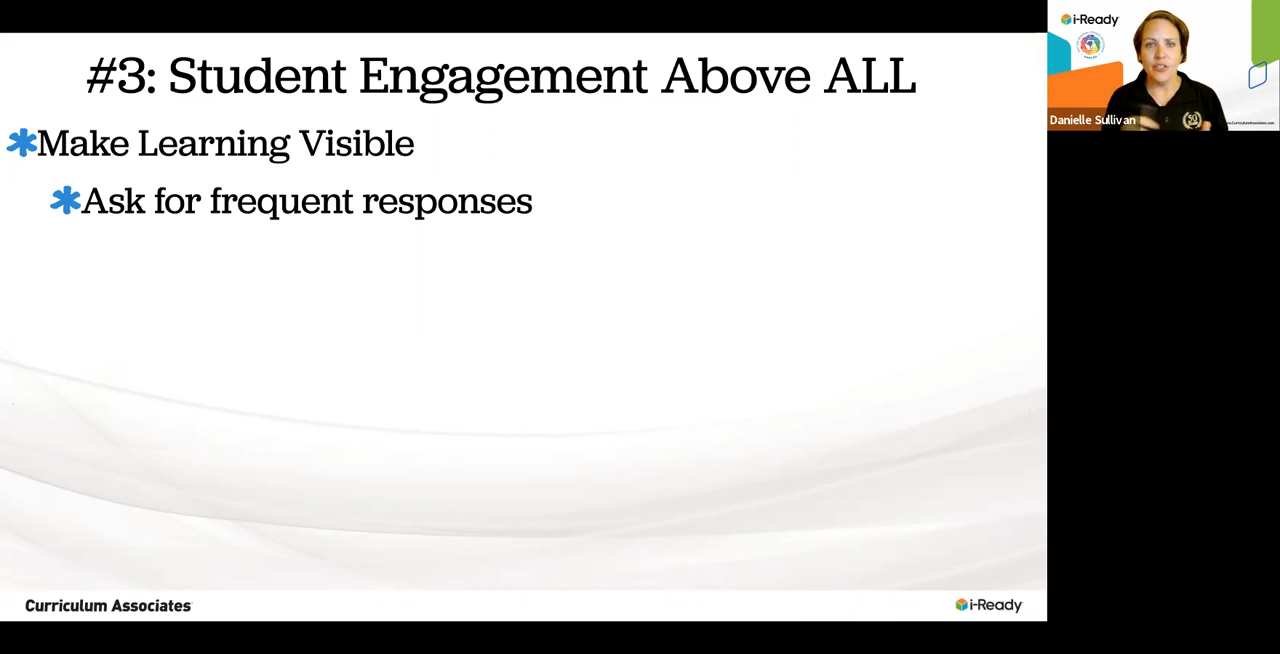 #3: Student Engagement Above ALL
Make Learning Visible
Ask for frequent responses
Curriculum Associates
i-Ready
i-Ready
Danielle Sullivan